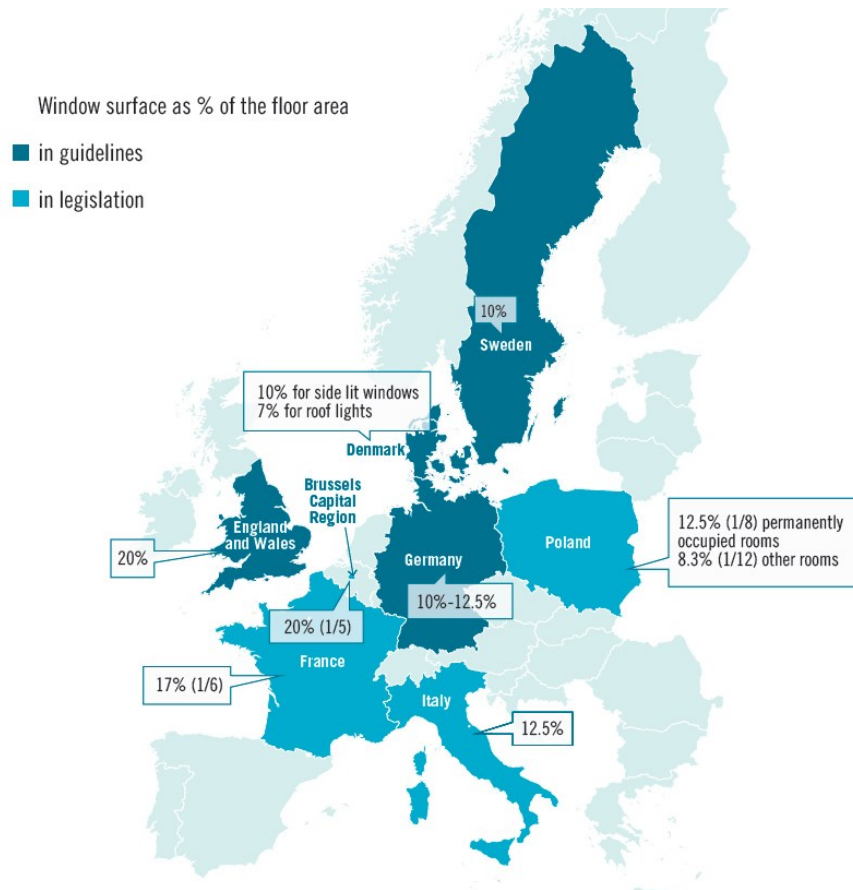 Window surface as % of the floor area
in guidelines
in legislation
10%
Sweden
10% for side lit windows
7% for roof lights
Denmark
Brussels
Capital
Region
England
and Wales
20%
Germany
10%-12.5%
Poland
12.5% (1/8) permanently
occupied rooms
8.3% (1/12) other rooms
20% (1/5)
France
17% (1/6)
Italy
12.5%